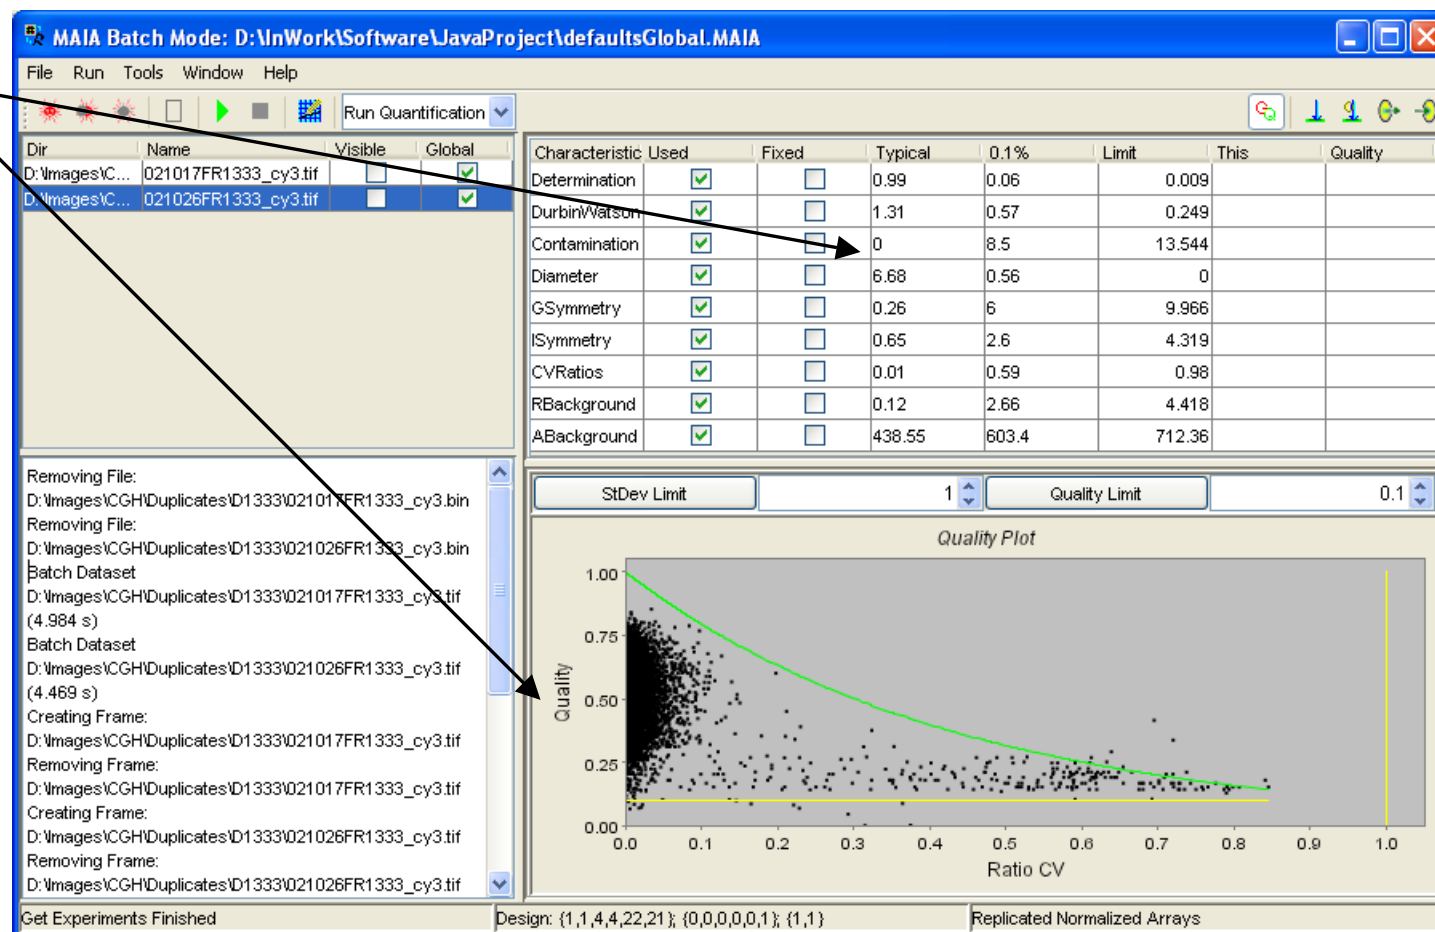 MAIA Batch Mode: D:\InWork\Software\JavaProject\defaultsGlobal.MAIA
File Run Tools Window Help
Run Quantification
Dir Name Visible Global
D:\Images\C... 021017FR1333_cy3.tif
D:\Images\C... 021026FR1333_cy3.tif
Characteristic Used Fixed Typical 0.1% Limit This Quality
Determination 0.99 0.06 0.009
DurbinWatson 1.31 0.57 0.249
Contamination 0 8.5 13.544
Diameter 6.68 0.56 0
GSymmetry 0.26 6 9.966
ISymmetry 0.65 2.6 4.319
CVRatios 0.01 0.59 0.98
RBackground 0.12 2.66 4.418
ABackground 438.55 603.4 712.36
Removing File:
D:\Images\CGH\Duplicates\D1333\021017FR1333_cy3.bin
Removing File:
D:\Images\CGH\Duplicates\D1333\021026FR1333_cy3.bin
Batch Dataset
D:\Images\CGH\Duplicates\D1333\021017FR1333_cy3.tif
(4.984 s)
Batch Dataset
D:\Images\CGH\Duplicates\D1333\021026FR1333_cy3.tif
(4.469 s)
Creating Frame:
D:\Images\CGH\Duplicates\D1333\021017FR1333_cy3.tif
Removing Frame:
D:\Images\CGH\Duplicates\D1333\021017FR1333_cy3.tif
Creating Frame:
D:\Images\CGH\Duplicates\D1333\021026FR1333_cy3.tif
Removing Frame:
D:\Images\CGH\Duplicates\D1333\021026FR1333_cy3.tif
StDev Limit 1 Quality Limit 0.1
Quality Plot
Quality
1.00
0.75
0.50
0.25
0.00
0.0 0.1 0.2 0.3 0.4 0.5 0.6 0.7 0.8 0.9 1.0
Ratio CV
Get Experiments Finished
Design: {1,1,4,4,22,21}; {0,0,0,0,0,1}; {1,1}
Replicated Normalized Arrays